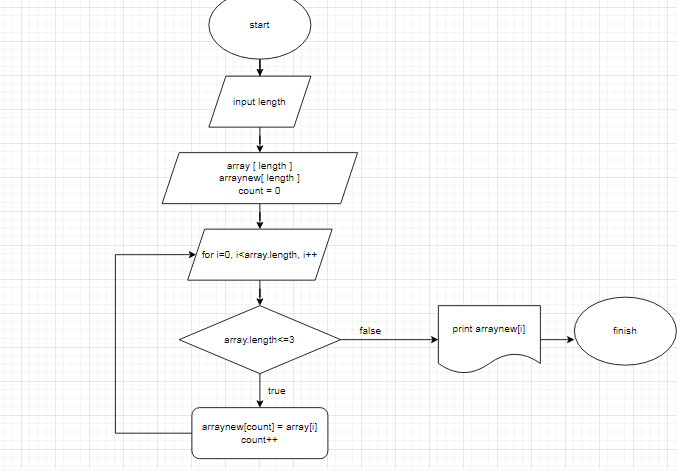 start
input length
array [ length ]
arraynew[ length ]
count = 0
for i=0, i<array.length, i++
array.length<=3
false
print arraynew[i]
finish
true
arraynew[count] = array[i]
count++